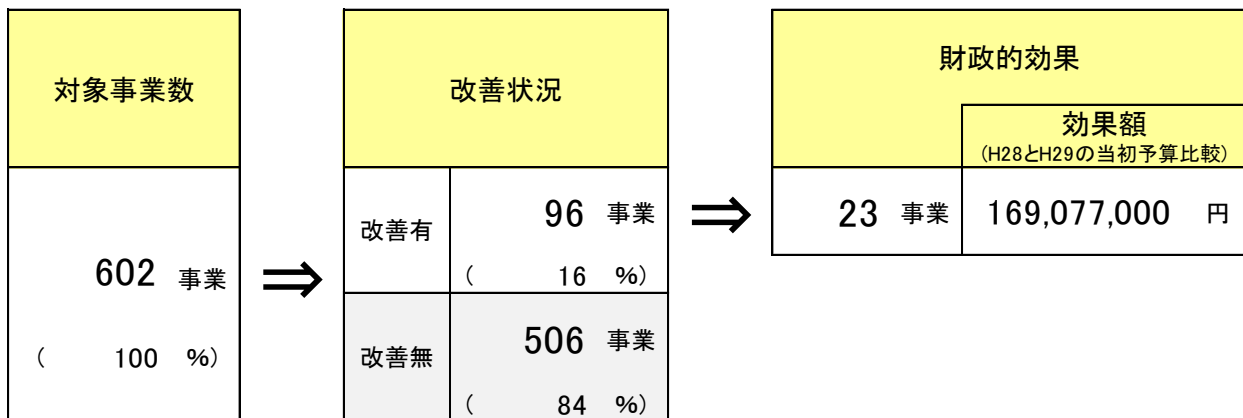 対象事業数
602 事業
( 100 %)
⇒
改善状況
改善有
96 事業
( 16 %)
改善無
506 事業
( 84 %)
⇒
財政的効果
効果額
(H28とH29の当初予算比較)
23 事業
169,077,000 円